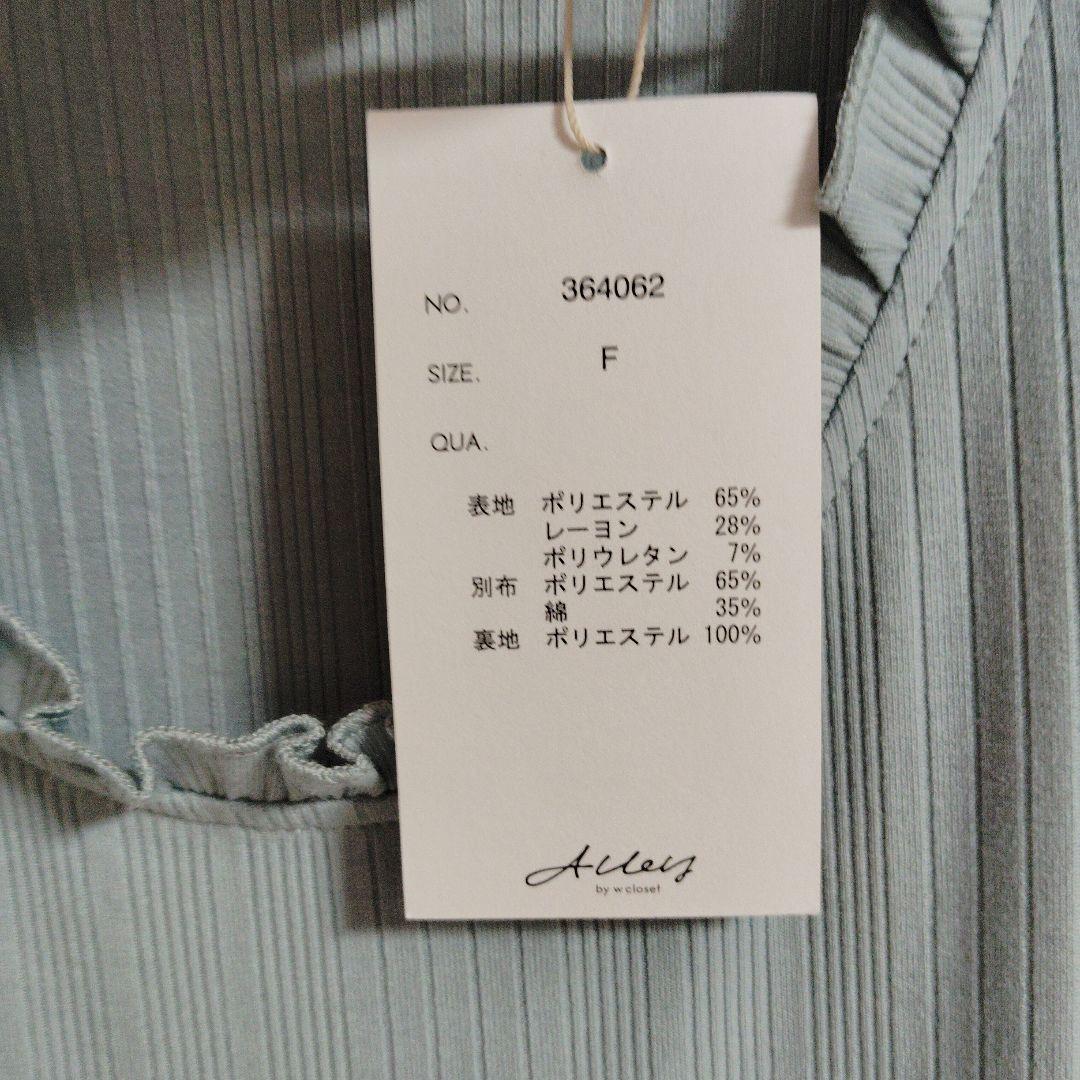 NO. 364062
SIZE. F
QUA.
表地 ポリエステル 65%
レーヨン 28%
ポリウレタン 7%
別布 ポリエステル 65%
綿 35%
裏地 ポリエステル 100%
Alley
by w closet